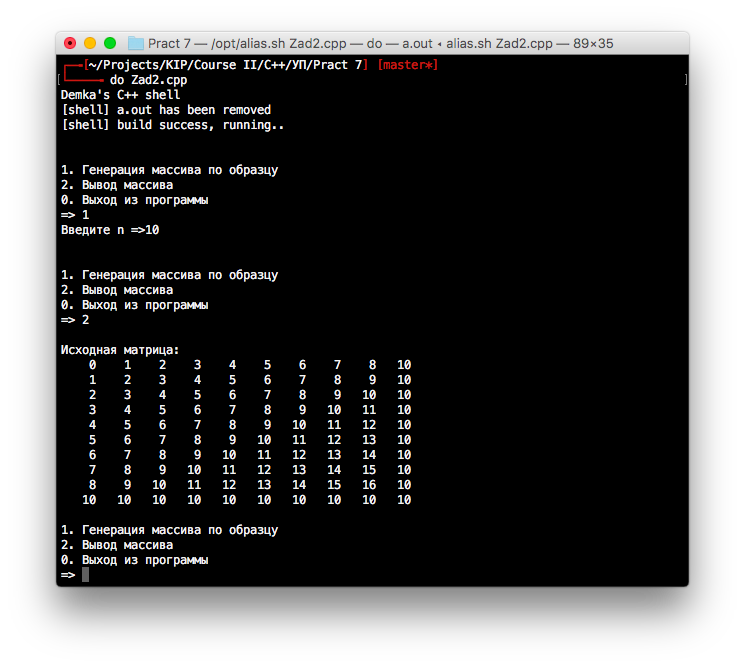 Pract 7 — /opt/alias.sh Zad2.cpp — do — a.out ◂ alias.sh Zad2.cpp — 89×35
[~/Projects/KIP/Course II/C++/УП/Pract 7] [master*]
[ do Zad2.cpp ]
Demka's C++ shell
[shell] a.out has been removed
[shell] build success, running..
1. Генерация массива по образцу
2. Вывод массива
0. Выход из программы
=> 1
Введите n =>10
1. Генерация массива по образцу
2. Вывод массива
0. Выход из программы
=> 2
Исходная матрица:
0 1 2 3 4 5 6 7 8 10
1 2 3 4 5 6 7 8 9 10
2 3 4 5 6 7 8 9 10 10
3 4 5 6 7 8 9 10 11 10
4 5 6 7 8 9 10 11 12 10
5 6 7 8 9 10 11 12 13 10
6 7 8 9 10 11 12 13 14 10
7 8 9 10 11 12 13 14 15 10
8 9 10 11 12 13 14 15 16 10
10 10 10 10 10 10 10 10 10 10
1. Генерация массива по образцу
2. Вывод массива
0. Выход из программы
=>